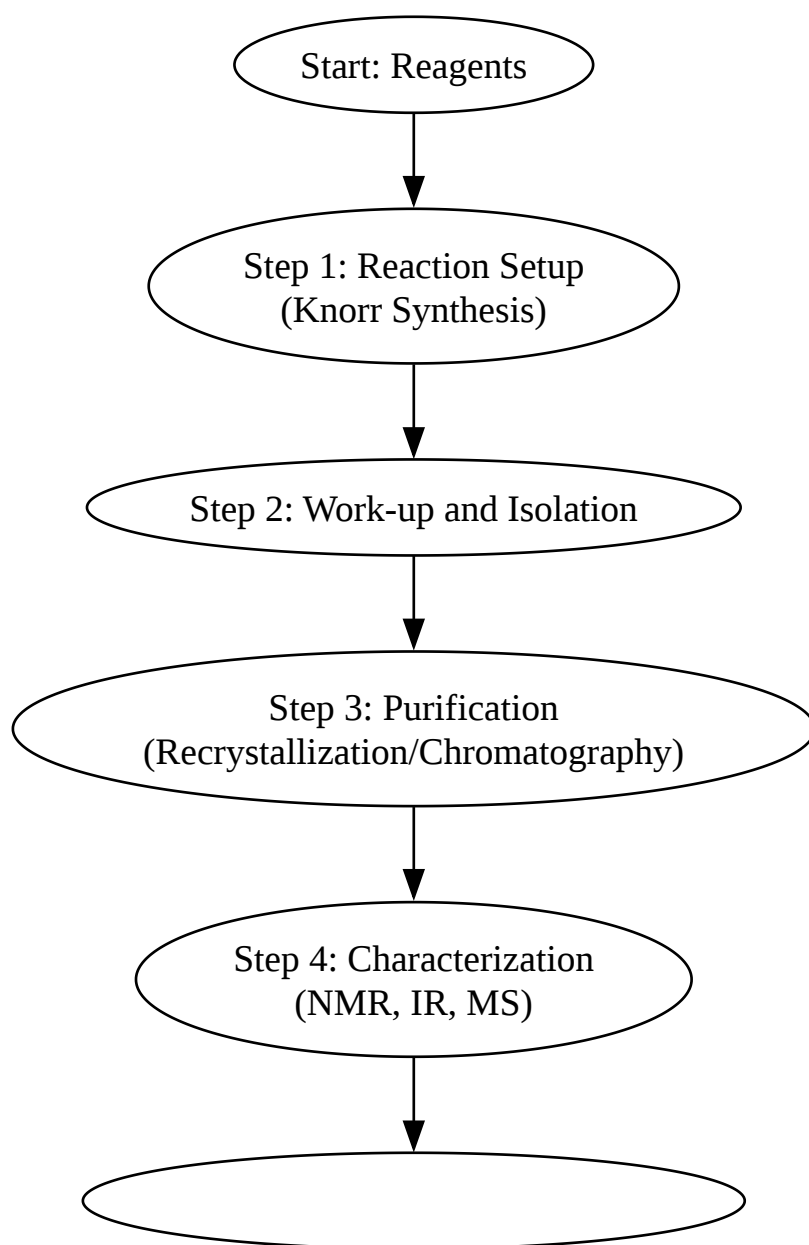 Start: Reagents
Step 1: Reaction Setup
(Knorr Synthesis)
Step 2: Work-up and Isolation
Step 3: Purification
(Recrystallization/Chromatography)
Step 4: Characterization
(NMR, IR, MS)